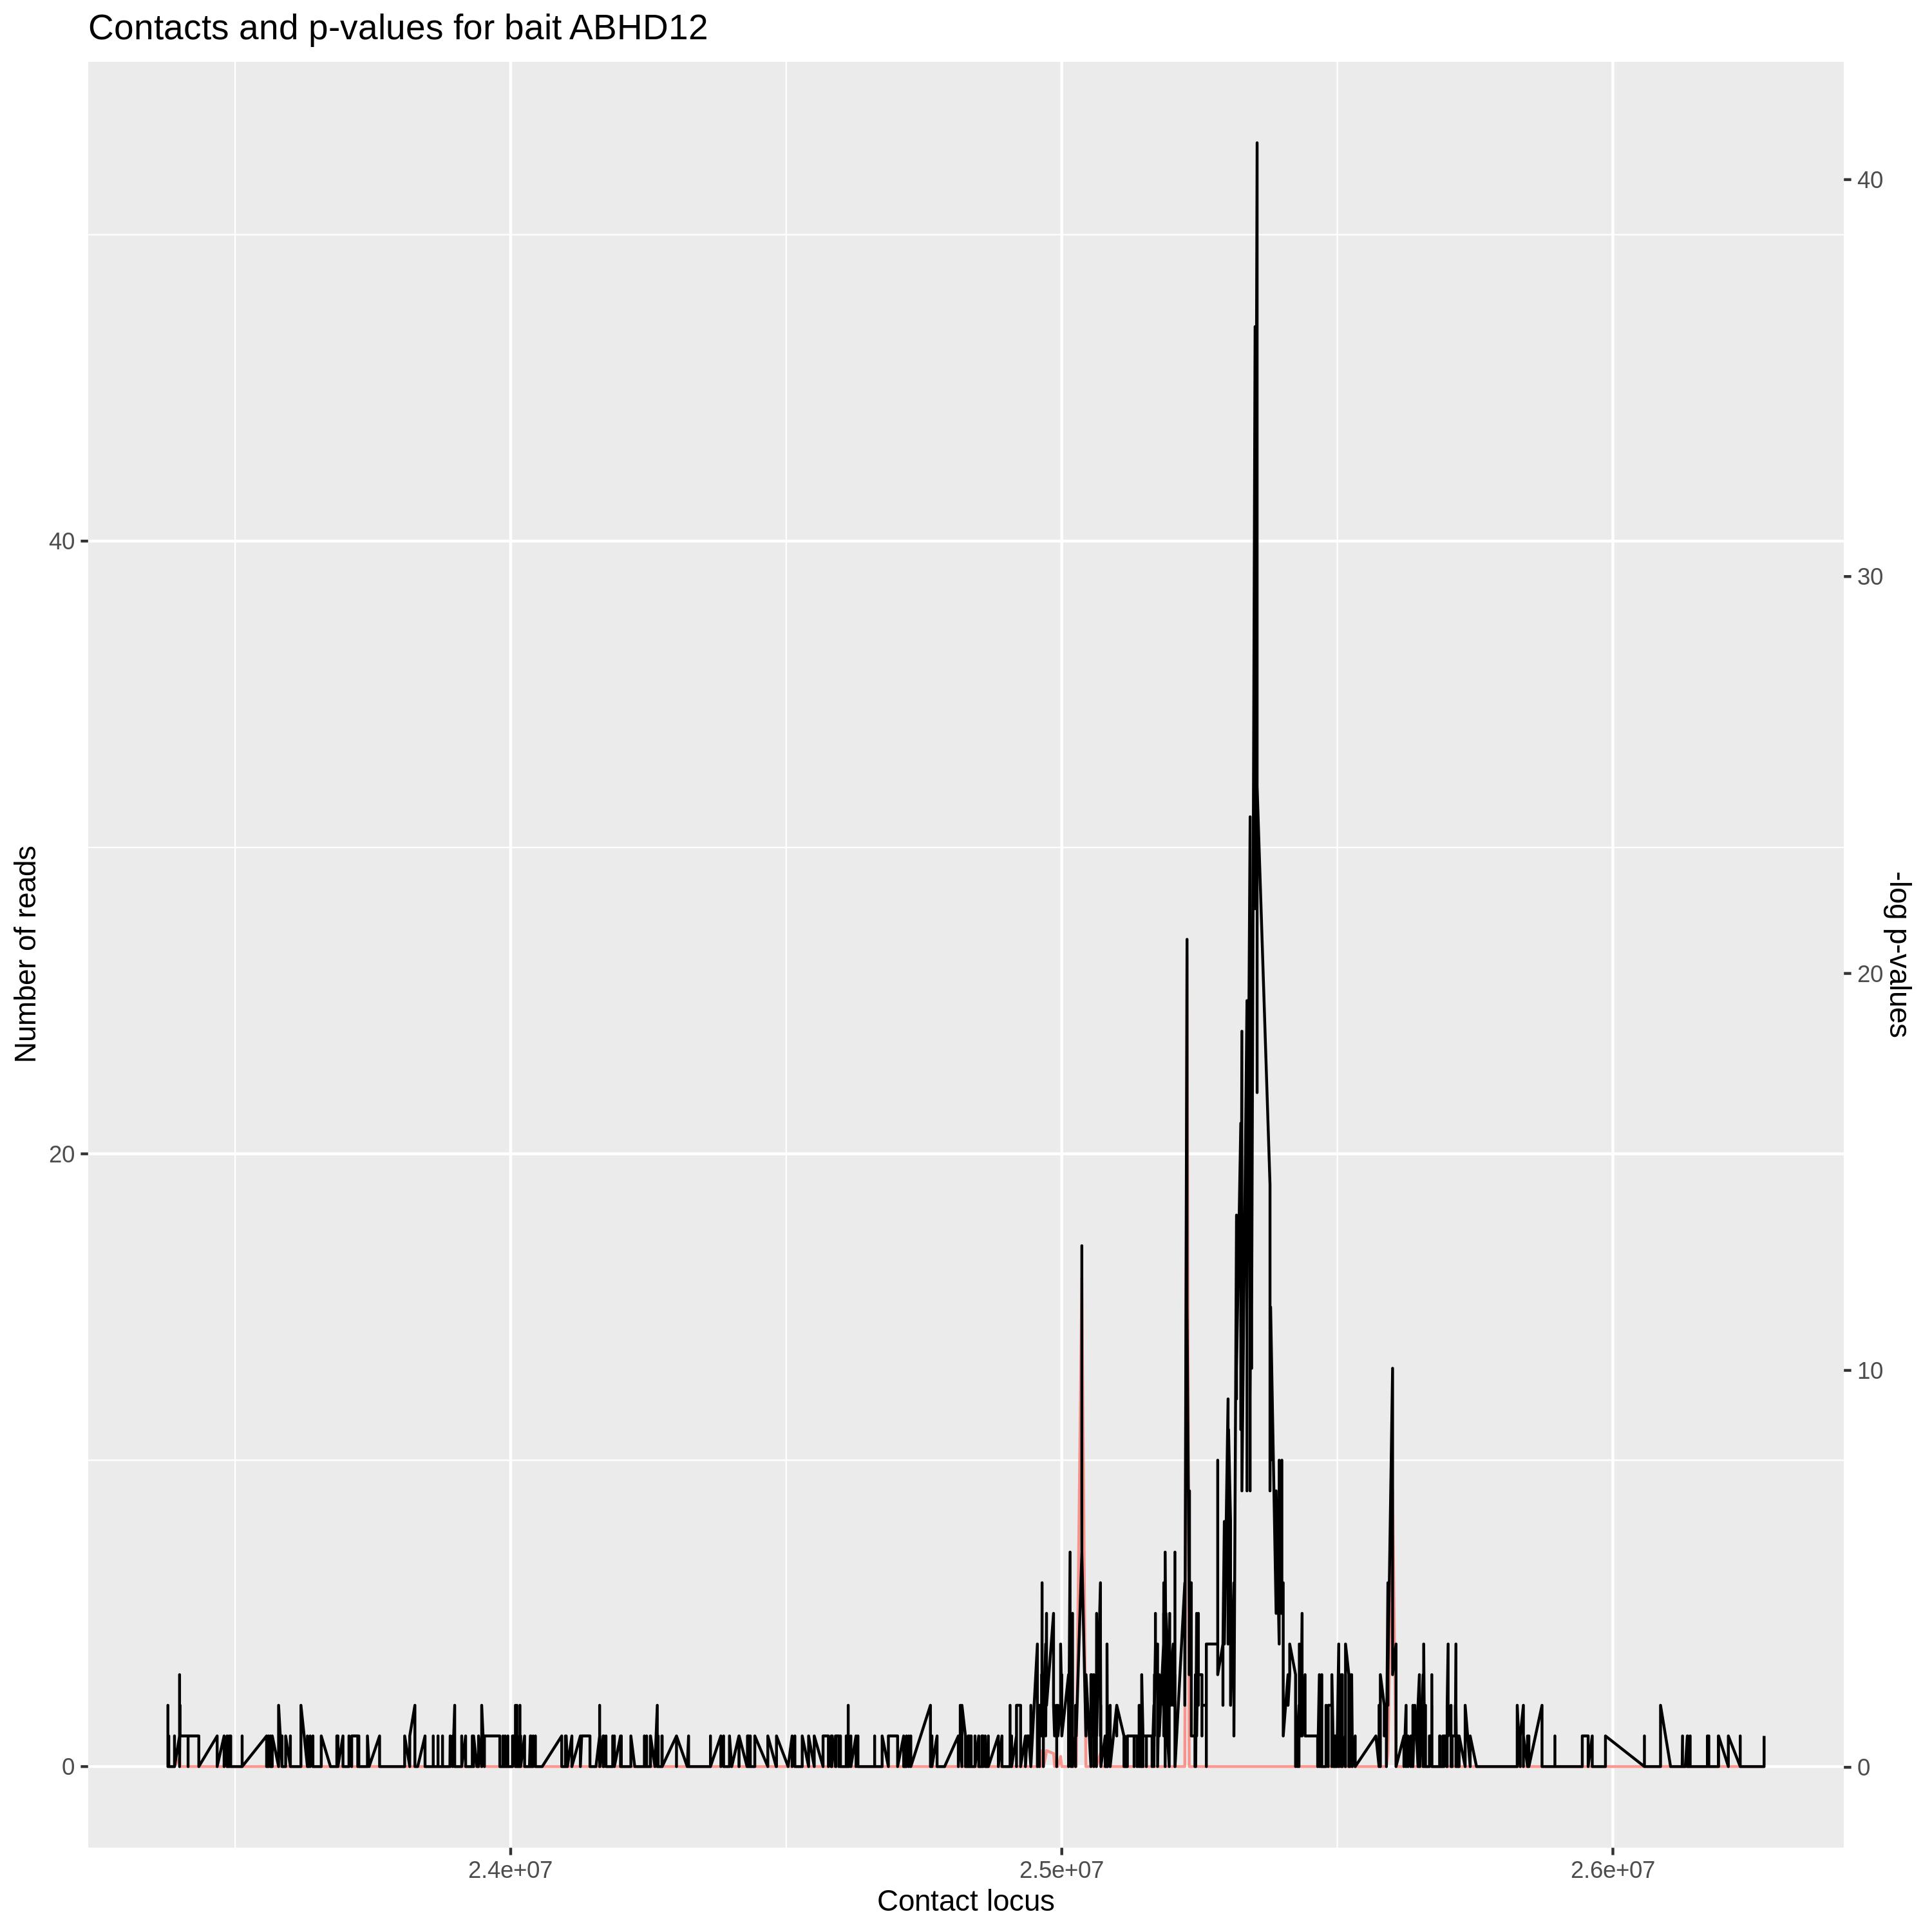 Contacts and p-values for bait ABHD12
40
20
0
Number of reads
40
30
20
10
0
-log p-values
2.4e+07
2.5e+07
2.6e+07
Contact locus